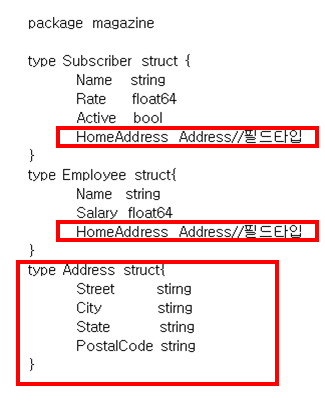 package magazine
type Subscriber struct {
Name string
Rate float64
Active bool
HomeAddress Address//필드타입
}
type Employee struct{
Name string
Salary float64
HomeAddress Address//필드타입
}
type Address struct{
Street stirng
City stirng
State string
PostalCode string
}